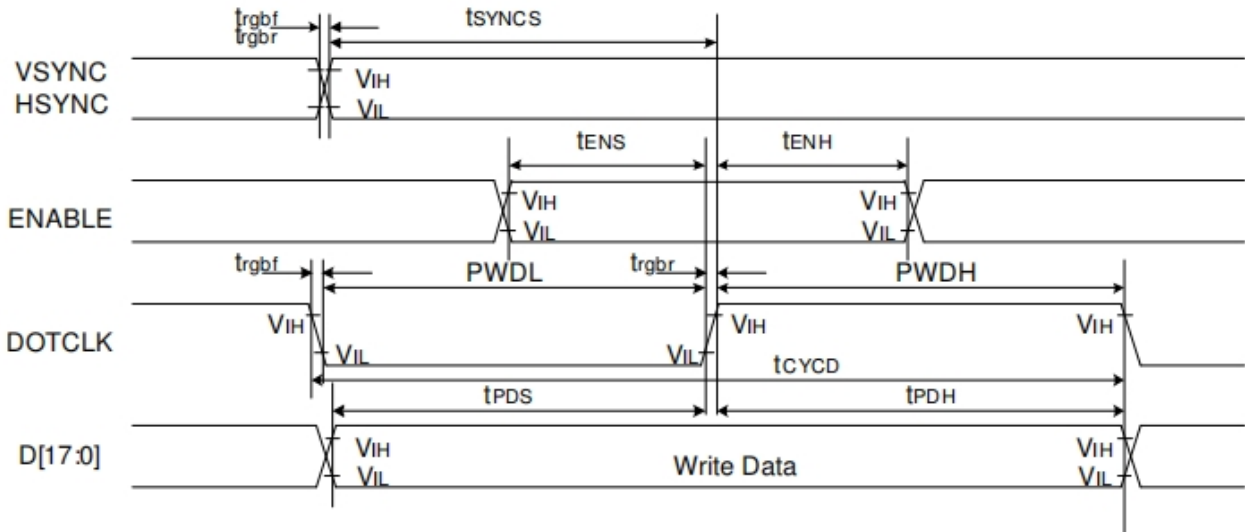 trgbf
trgbr
tSYNCS
VSYNC
HSYNC
VIH
VIL
tENS
tENH
ENABLE
VIH
VIL
VIH
VIL
trgbf
PWDL
trgbr
PWDH
DOTCLK
VIH
VIL
VIL
VIH
VIH
tCYCD
tPDS
tPDH
D[17:0]
VIH
VIL
Write Data
VIH
VIL